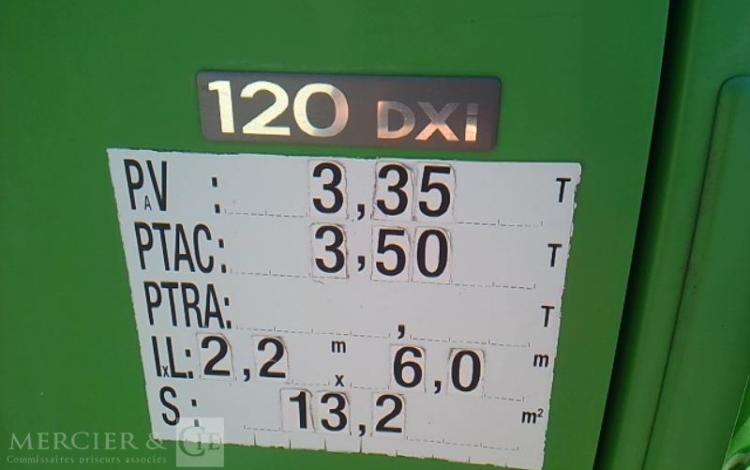 120 DXi
PAV : 3,35 T
PTAC: 3,50 T
PTRA: , T
lxL: 2,2 m x 6,0 m
S : 13,2 m²
MERCIER & CIE
Commissaires priseurs associés